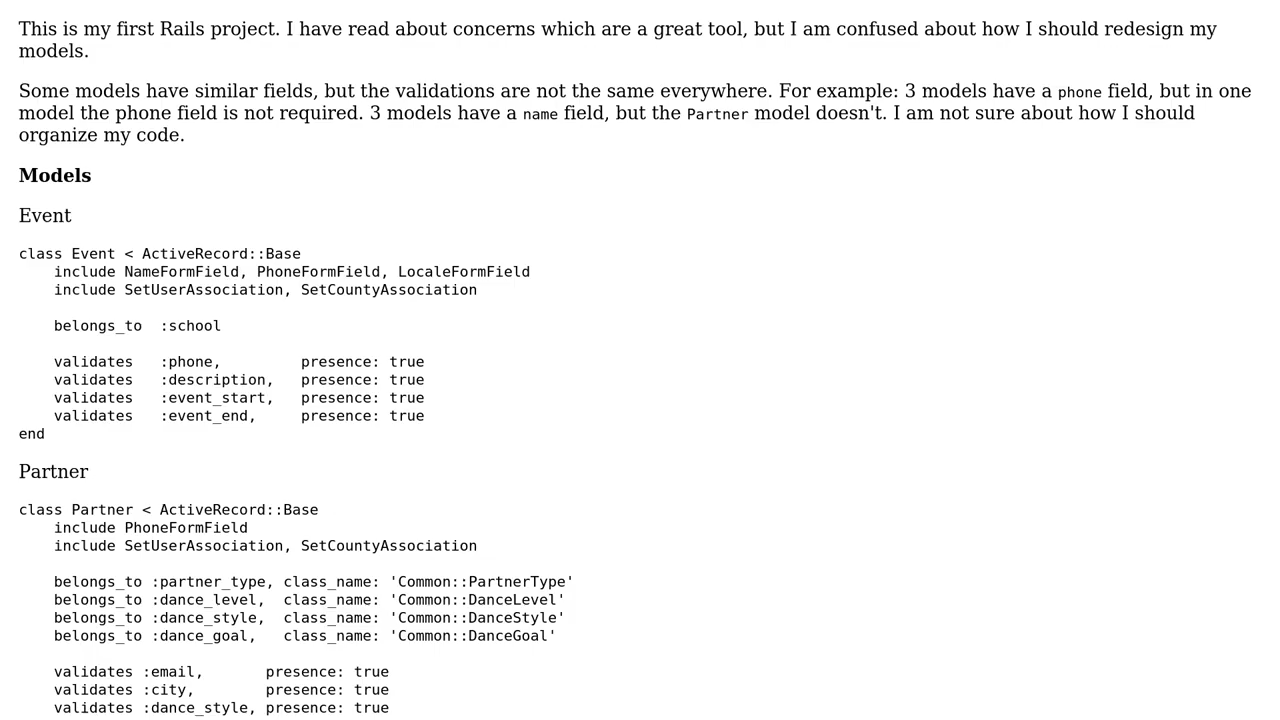 This is my first Rails project. I have read about concerns which are a great tool, but I am confused about how I should redesign my
models.
Some models have similar fields, but the validations are not the same everywhere. For example: 3 models have a phone field, but in one
model the phone field is not required. 3 models have a name field, but the Partner model doesn't. I am not sure about how I should
organize my code.
Models
Event
class Event < ActiveRecord::Base
    include NameFormField, PhoneFormField, LocaleFormField
    include SetUserAssociation, SetCountyAssociation
    belongs_to  :school
    validates   :phone,         presence: true
    validates   :description,   presence: true
    validates   :event_start,   presence: true
    validates   :event_end,     presence: true
end
Partner
class Partner < ActiveRecord::Base
    include PhoneFormField
    include SetUserAssociation, SetCountyAssociation
    belongs_to :partner_type, class_name: 'Common::PartnerType'
    belongs_to :dance_level,  class_name: 'Common::DanceLevel'
    belongs_to :dance_style,  class_name: 'Common::DanceStyle'
    belongs_to :dance_goal,   class_name: 'Common::DanceGoal'
    validates :email,       presence: true
    validates :city,        presence: true
    validates :dance_style, presence: true